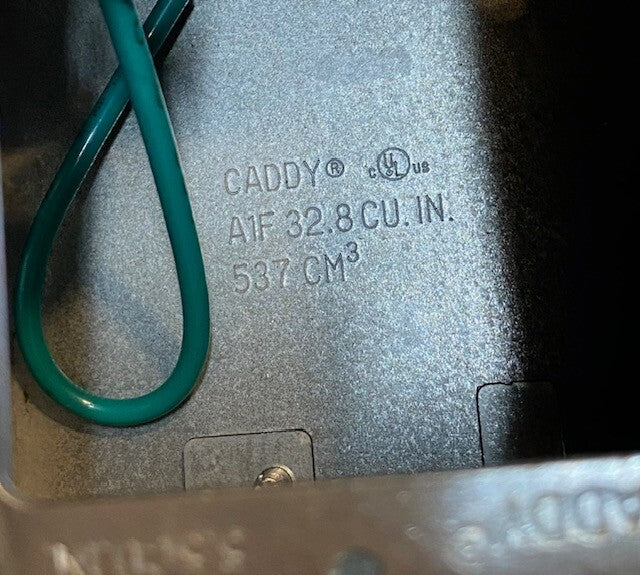 CADDY® cULus
A1F 32.8 CU. IN.
537 CM³